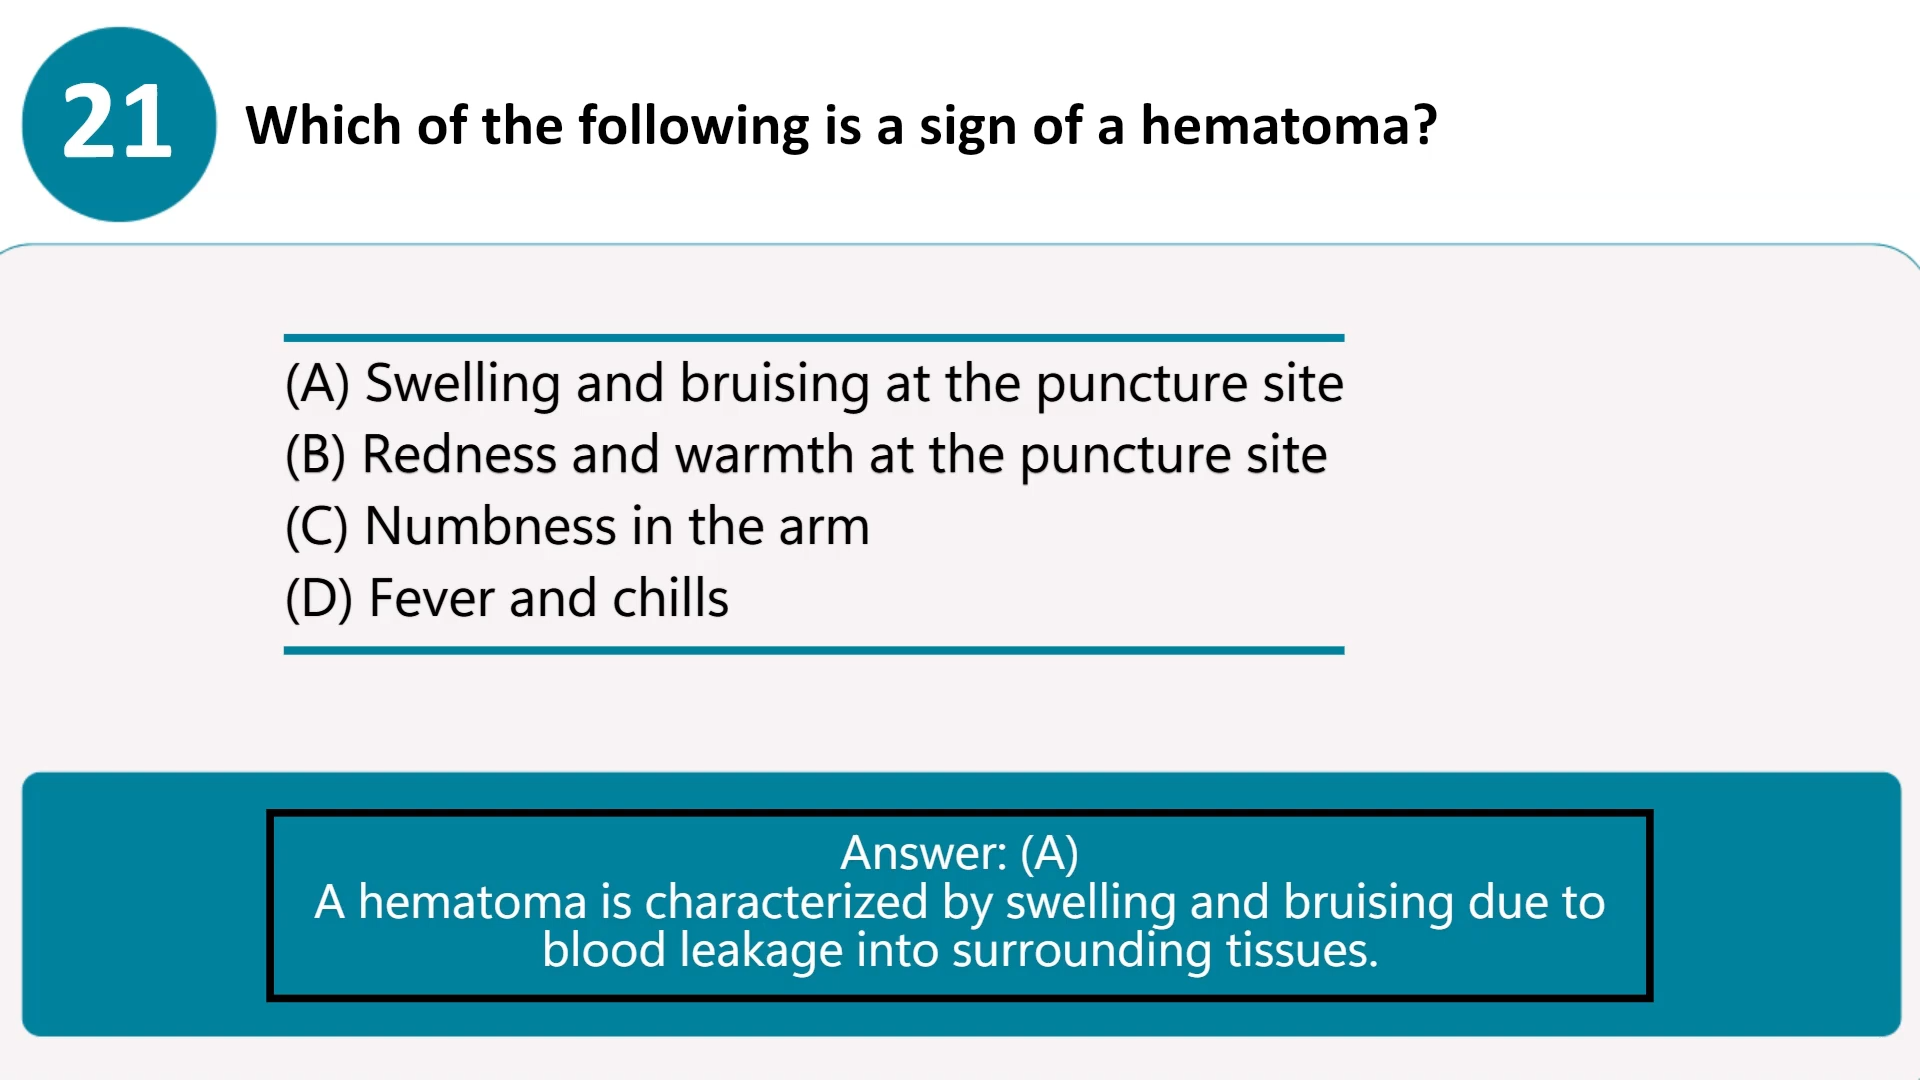 21
Which of the following is a sign of a hematoma?
(A) Swelling and bruising at the puncture site
(B) Redness and warmth at the puncture site
(C) Numbness in the arm
(D) Fever and chills
Answer: (A)
A hematoma is characterized by swelling and bruising due to
blood leakage into surrounding tissues.